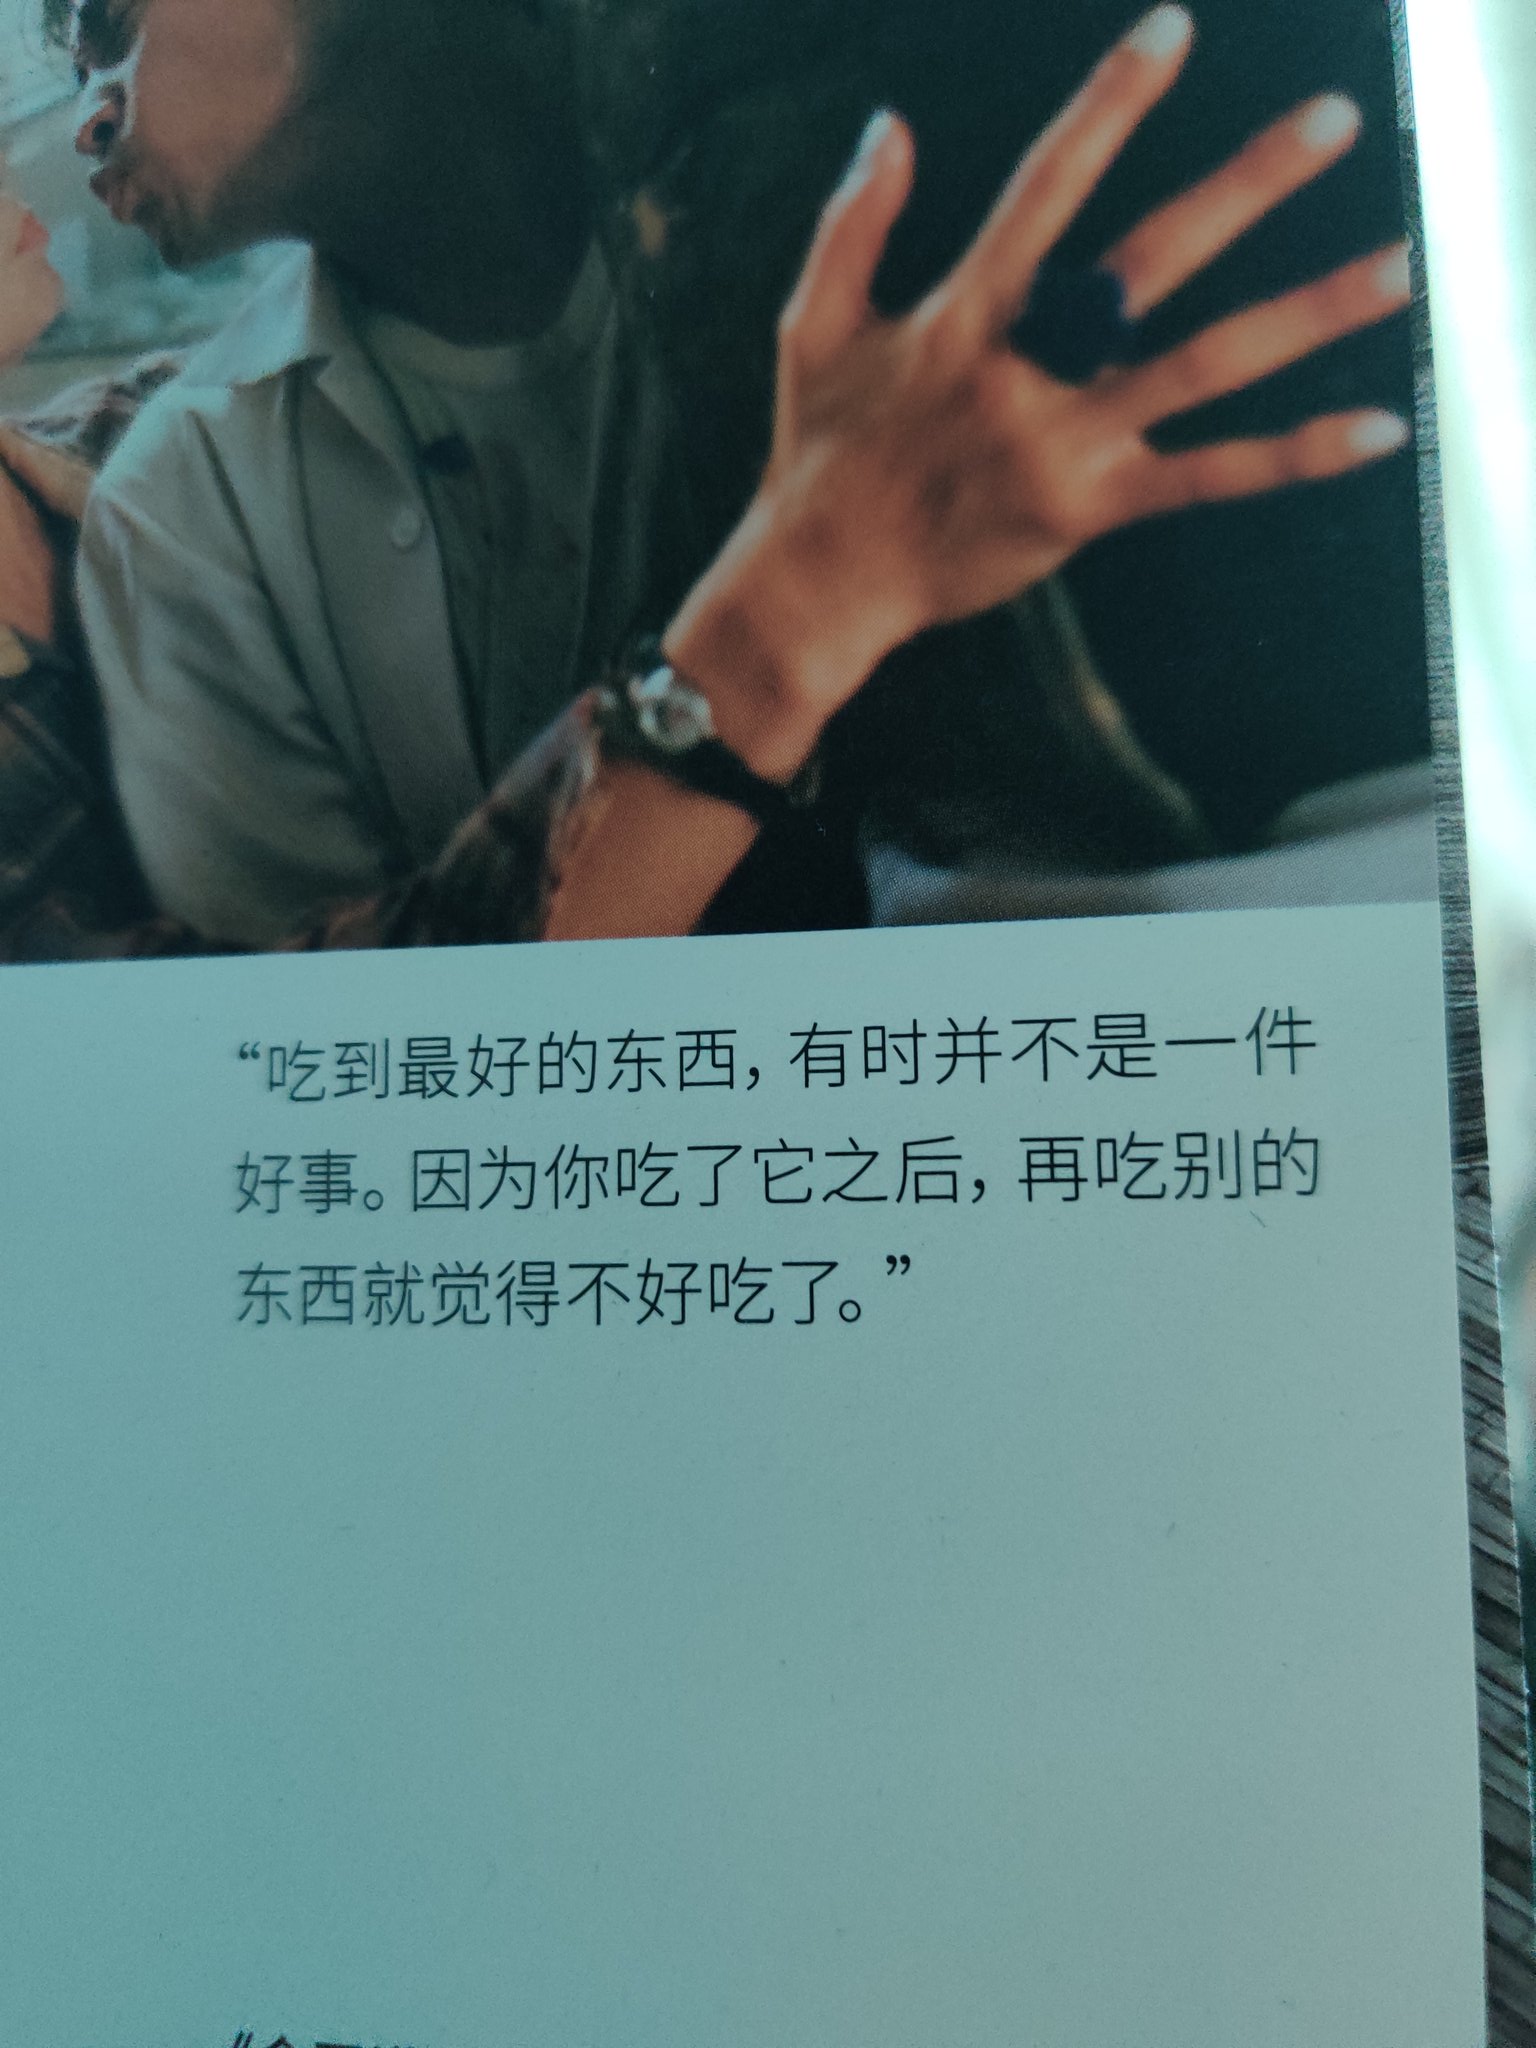 “吃到最好的东西，有时并不是一件
好事。因为你吃了它之后，再吃别的
东西就觉得不好吃了。”